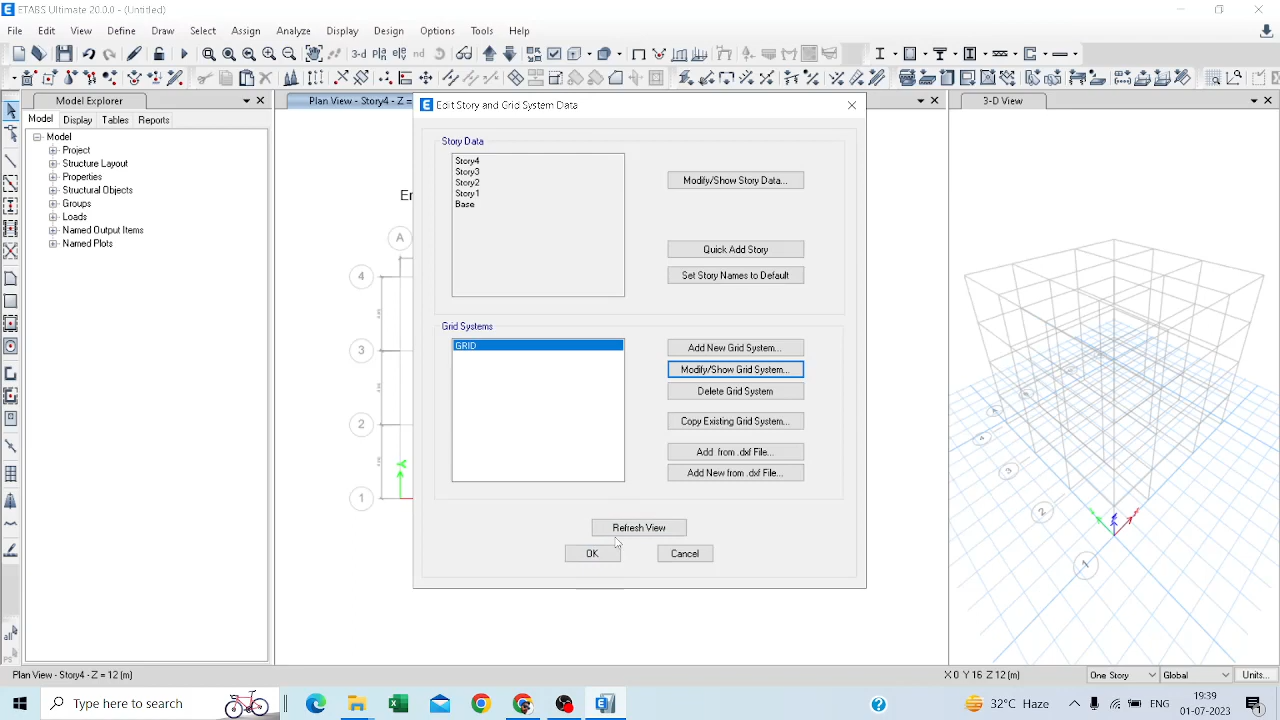 ETABS Ultimate 20.0.0 - (Untitled)
File Edit View Define Draw Select Assign Analyze Display Design Options Tools Help
nd
Model Explorer
Plan View - Story4 - Z =
Edit Story and Grid System Data
3-D View
Model Display Tables Reports
Model
Project
Structure Layout
Properties
Structural Objects
Groups
Loads
Named Output Items
Named Plots
Story Data
Story4
Story3
Story2
Story1
Base
Modify/Show Story Data...
Quick Add Story
Set Story Names to Default
Grid Systems
GRID
Add New Grid System...
Modify/Show Grid System...
Delete Grid System
Copy Existing Grid System...
Add from .dxf File...
Add New from .dxf File...
Refresh View
OK Cancel
A
4
3
2
1
Y
3
2
all
PS
Plan View - Story4 - Z = 12 (m)
X 0 Y 16 Z 12 (m)
One Story
Global
Units...
Type here to search
32°C Haze
ENG
19:39
01-07-2023